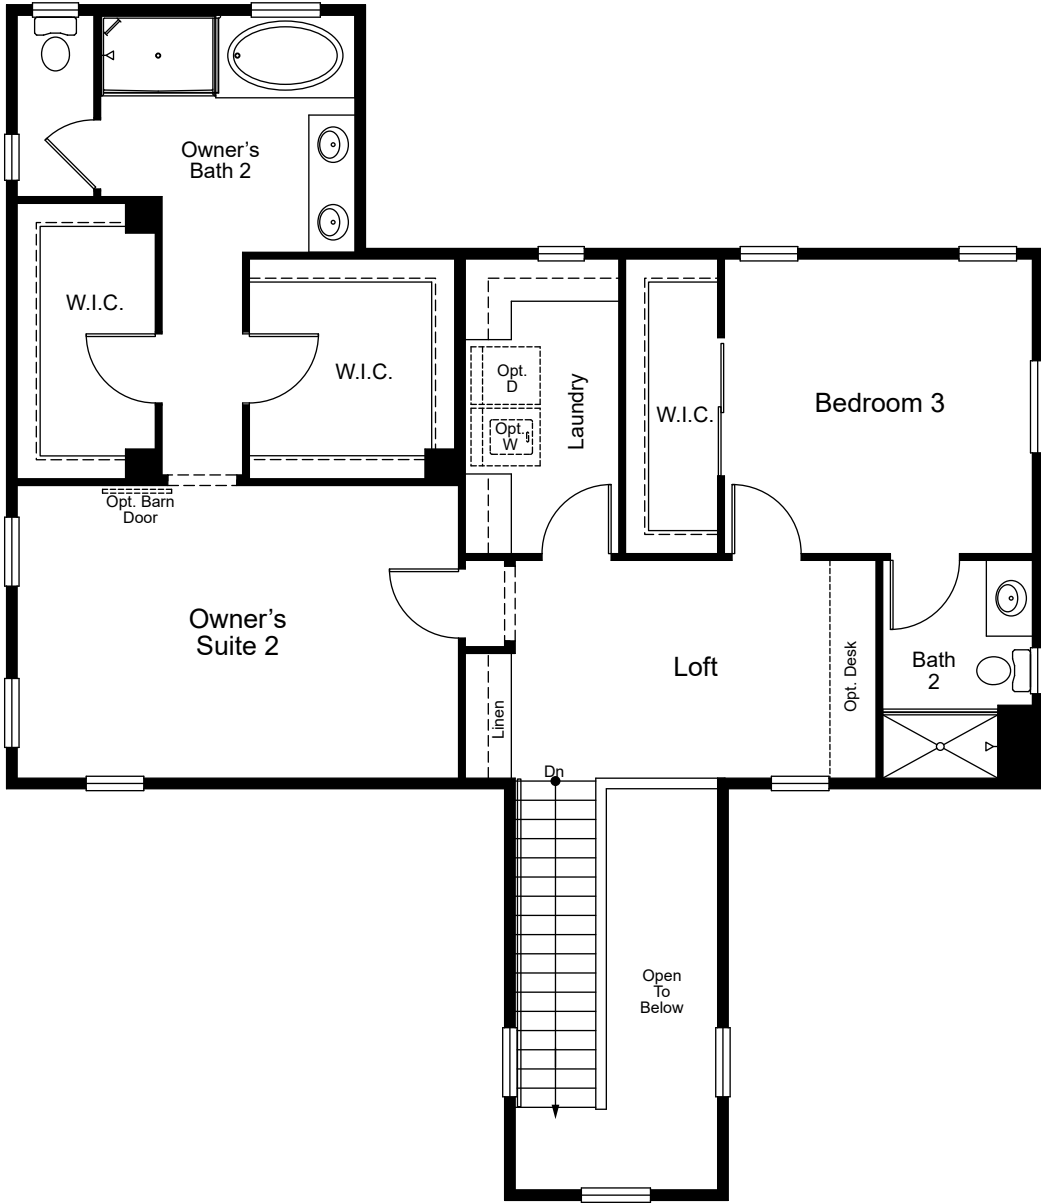 Owner’s
Bath 2
W.I.C.
W.I.C.
Opt.
D
Opt.
W
Laundry
W.I.C.
Bedroom 3
Opt. Barn
Door
Owner’s
Suite 2
Linen
Loft
Opt. Desk
Bath
2
Dn
Open
To
Below